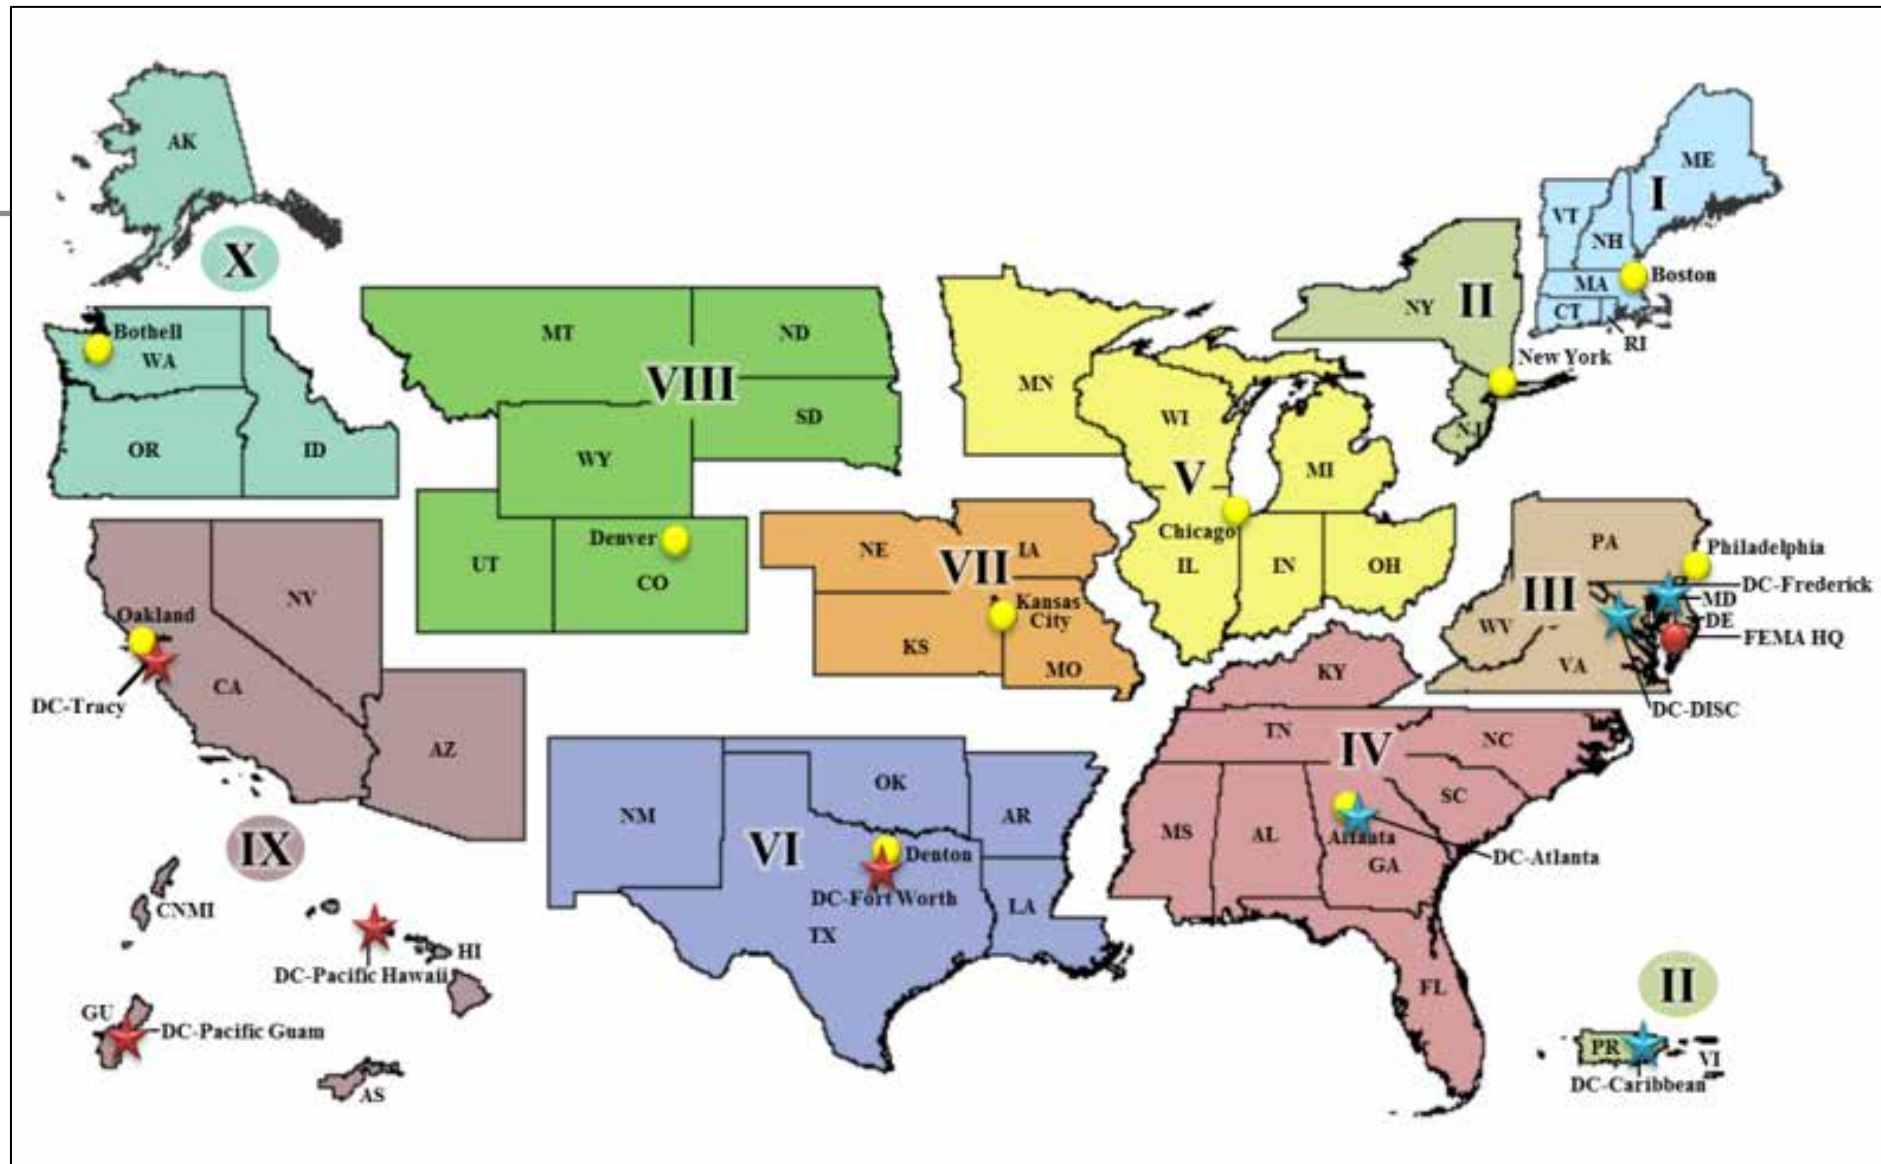 AK
X
Bothell
WA
OR
ID
MT
ND
VIII
SD
WY
UT
Denver
CO
MN
WI
MI
V
Chicago
IL
IN
OH
NY
II
New York
NJ
ME
I
VT
NH
MA
Boston
CT
RI
NE
IA
VII
Kansas
City
KS
MO
PA
Philadelphia
III
DC-Frederick
MD
DE
WV
FEMA HQ
VA
DC-DISC
NV
Oakland
CA
DC-Tracy
AZ
IX
CNMI
HI
DC-Pacific Hawaii
GU
DC-Pacific Guam
AS
NM
OK
AR
VI
Denton
DC-Fort Worth
LA
TX
KY
TN
IV
NC
SC
MS
AL
Atlanta
GA
DC-Atlanta
FL
II
PR
VI
DC-Caribbean